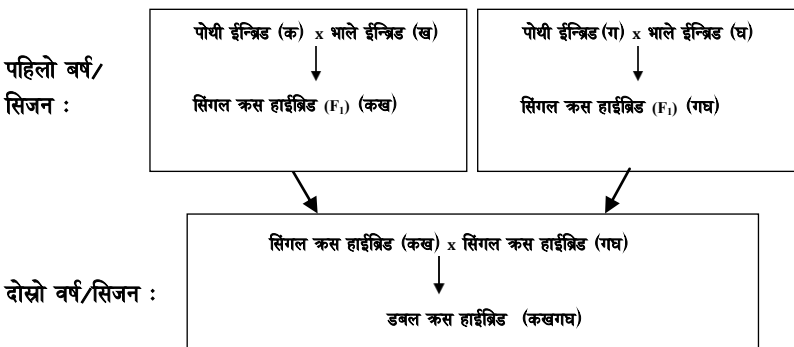 पोथी ईन्ब्रिड (क) x भाले ईन्ब्रिड (ख)
पोथी ईन्ब्रिड (ग) x भाले ईन्ब्रिड (घ)
पहिलो बर्ष/
सिजन :
सिंगल क्रस हाईब्रिड (F₁) (कख)
सिंगल क्रस हाईब्रिड (F₁) (गघ)
सिंगल क्रस हाईब्रिड (कख) x सिंगल क्रस हाईब्रिड (गघ)
दोस्रो वर्ष/सिजन :
डबल क्रस हाईब्रिड (कखगघ)